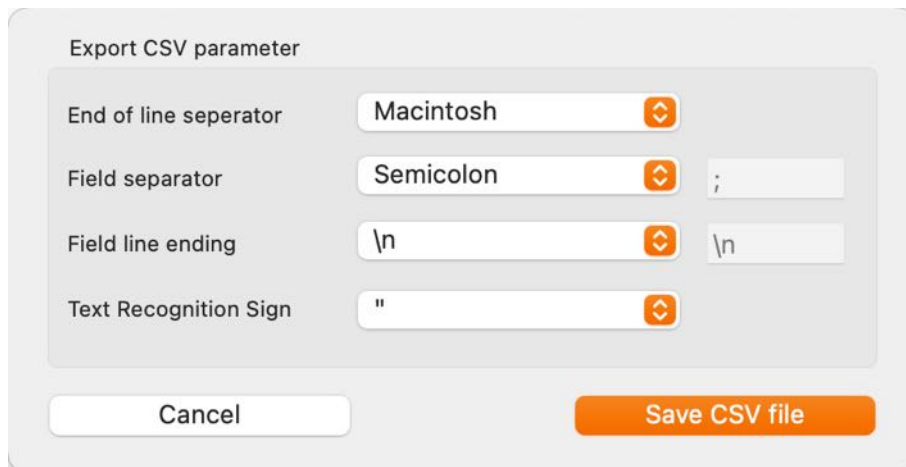 Export CSV parameter
End of line seperator Macintosh
Field separator Semicolon ;
Field line ending \n \n
Text Recognition Sign "
Cancel Save CSV file